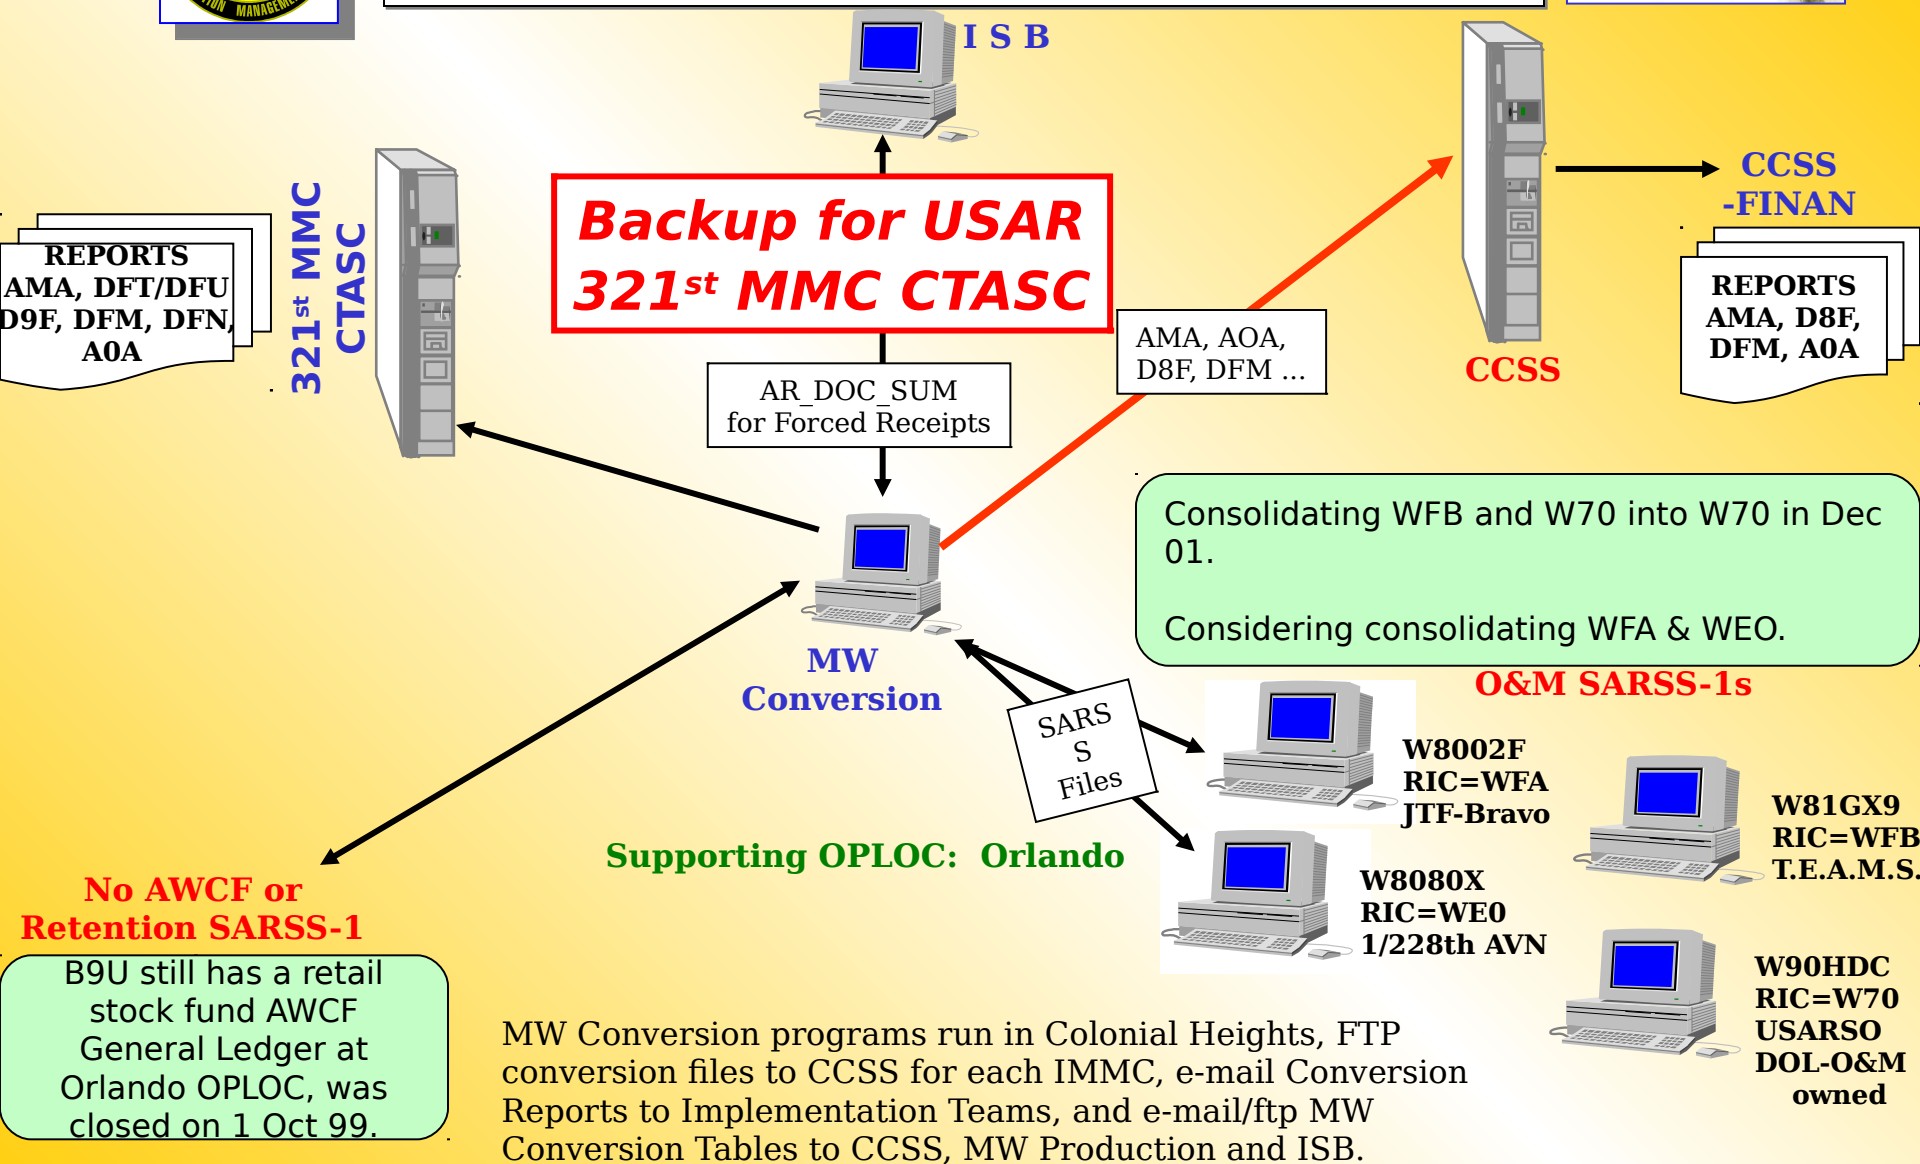 TION MANAGEME
I S B
CCSS
-FINAN
321st MMC
CTASC
Backup for USAR
321st MMC CTASC
REPORTS
AMA, DFT/DFU
D9F, DFM, DFN,
A0A
REPORTS
AMA, D8F,
DFM, A0A
AMA, AOA,
D8F, DFM ...
CCSS
AR_DOC_SUM
for Forced Receipts
Consolidating WFB and W70 into W70 in Dec
01.
Considering consolidating WFA & WEO.
MW
Conversion
O&M SARSS-1s
SARS
S
Files
W8002F
RIC=WFA
JTF-Bravo
W81GX9
RIC=WFB
T.E.A.M.S.
Supporting OPLOC:  Orlando
W8080X
RIC=WE0
1/228th AVN
No AWCF or
Retention SARSS-1
B9U still has a retail
stock fund AWCF
General Ledger at
Orlando OPLOC, was
closed on 1 Oct 99.
W90HDC
RIC=W70
USARSO
DOL-O&M
owned
MW Conversion programs run in Colonial Heights, FTP
conversion files to CCSS for each IMMC, e-mail Conversion
Reports to Implementation Teams, and e-mail/ftp MW
Conversion Tables to CCSS, MW Production and ISB.